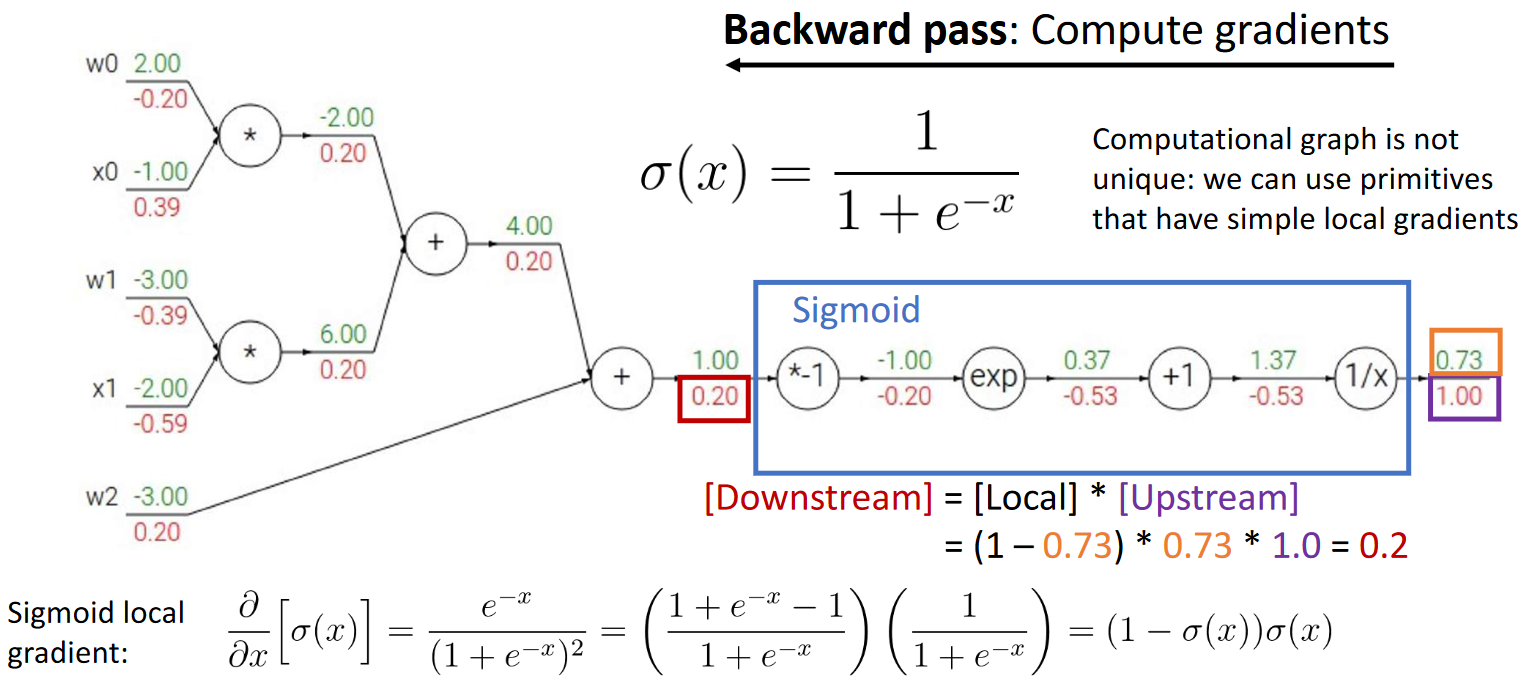 Backward pass: Compute gradients
w0 2.00
-0.20
*
-2.00
0.20
x0 -1.00
0.39
σ(x) = 1 / (1 + e^{-x})
Computational graph is not
unique: we can use primitives
that have simple local gradients
+
4.00
0.20
w1 -3.00
-0.39
*
6.00
0.20
x1 -2.00
-0.59
Sigmoid
+
1.00
0.20
*-1
-1.00
-0.20
exp
0.37
-0.53
+1
1.37
-0.53
1/x
0.73
1.00
w2 -3.00
0.20
[Downstream] = [Local] * [Upstream]
= (1 – 0.73) * 0.73 * 1.0 = 0.2
Sigmoid local
gradient:
∂/∂x [σ(x)] = e^{-x} / (1 + e^{-x})^2 = ((1 + e^{-x} − 1) / (1 + e^{-x})) (1 / (1 + e^{-x})) = (1 − σ(x))σ(x)